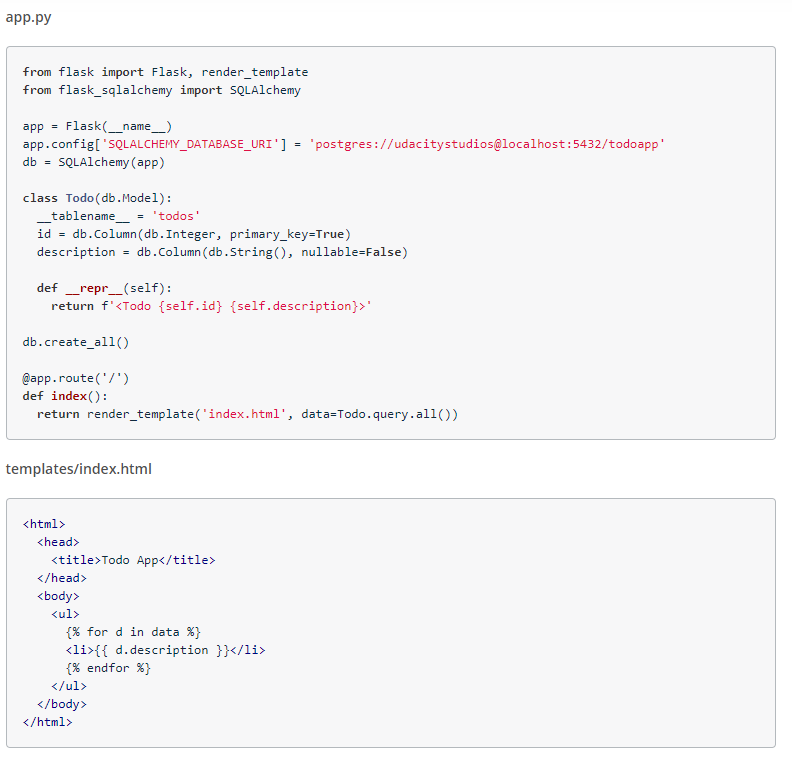 app.py
from flask import Flask, render_template
from flask_sqlalchemy import SQLAlchemy
app = Flask(__name__)
app.config['SQLALCHEMY_DATABASE_URI'] = 'postgres://udacitystudios@localhost:5432/todoapp'
db = SQLAlchemy(app)
class Todo(db.Model):
  __tablename__ = 'todos'
  id = db.Column(db.Integer, primary_key=True)
  description = db.Column(db.String(), nullable=False)
  def __repr__(self):
    return f'<Todo {self.id} {self.description}>'
db.create_all()
@app.route('/')
def index():
  return render_template('index.html', data=Todo.query.all())
templates/index.html
<html>
  <head>
    <title>Todo App</title>
  </head>
  <body>
    <ul>
      {% for d in data %}
      <li>{{ d.description }}</li>
      {% endfor %}
    </ul>
  </body>
</html>